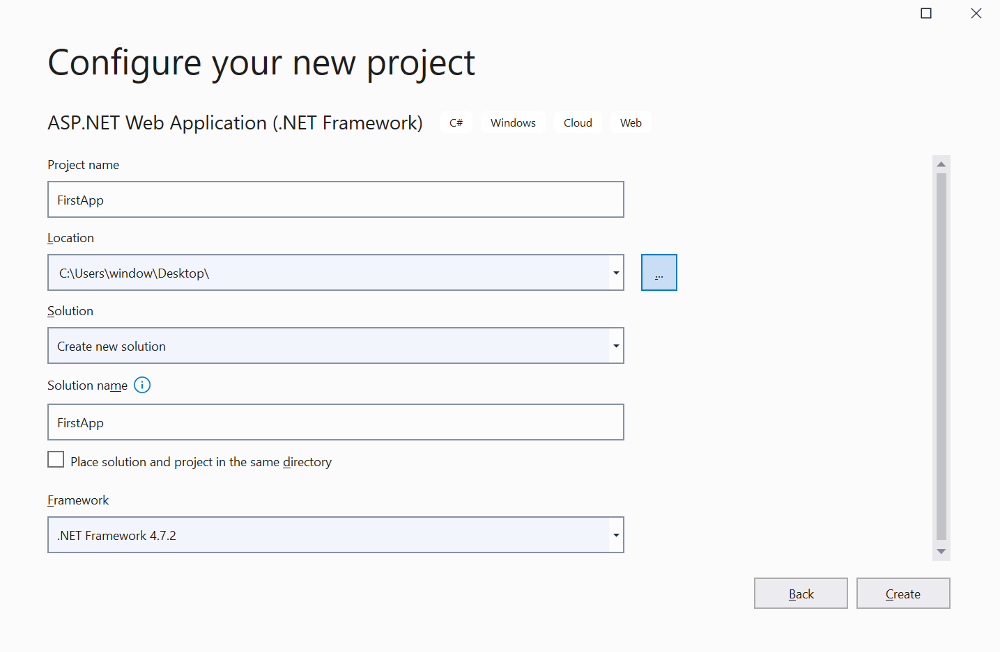 Configure your new project
ASP.NET Web Application (.NET Framework) C# Windows Cloud Web
Project name
FirstApp
Location
C:\Users\window\Desktop\
...
Solution
Create new solution
Solution name
FirstApp
Place solution and project in the same directory
Framework
.NET Framework 4.7.2
Back Create